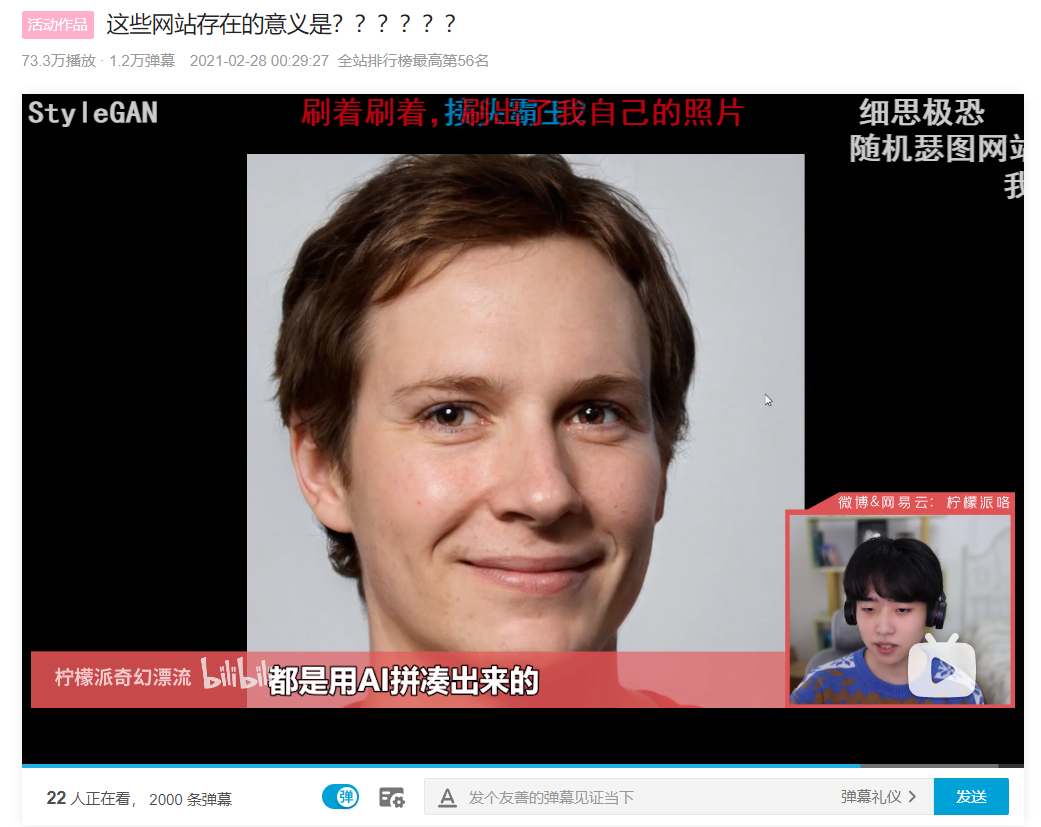 活动作品 这些网站存在的意义是？？？？？？
73.3万播放 · 1.2万弹幕 2021-02-28 00:29:27 全站排行榜最高第56名
StyleGAN
刷着刷着，刷出了我自己的照片
细思极恐
随机瑟图网站
我
微博&网易云：柠檬派咯
柠檬派奇幻漂流 bilibili
都是用AI拼凑出来的
22 人正在看， 2000 条弹幕
弹
A 发个友善的弹幕见证当下 弹幕礼仪 >
发送